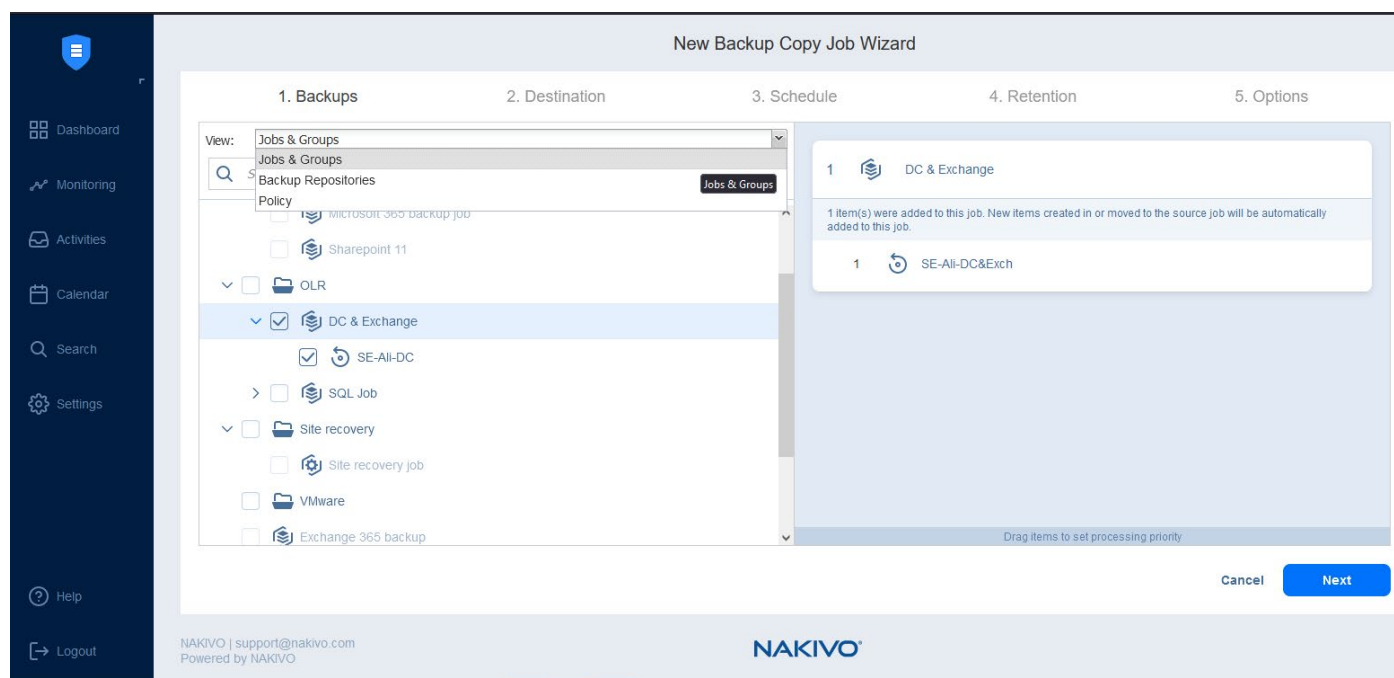 New Backup Copy Job Wizard
1. Backups
2. Destination
3. Schedule
4. Retention
5. Options
Dashboard
Monitoring
Activities
Calendar
Search
Settings
Help
Logout
View:
Jobs & Groups
Jobs & Groups
Backup Repositories
Policy
Jobs & Groups
Microsoft 365 backup job
Sharepoint 11
OLR
DC & Exchange
SE-Ali-DC
SQL Job
Site recovery
Site recovery job
VMware
Exchange 365 backup
1 DC & Exchange
1 item(s) were added to this job. New items created in or moved to the source job will be automatically
added to this job.
1 SE-Ali-DC&Exch
Drag items to set processing priority
Cancel
Next
NAKIVO | support@nakivo.com
Powered by NAKIVO
NAKIVO®